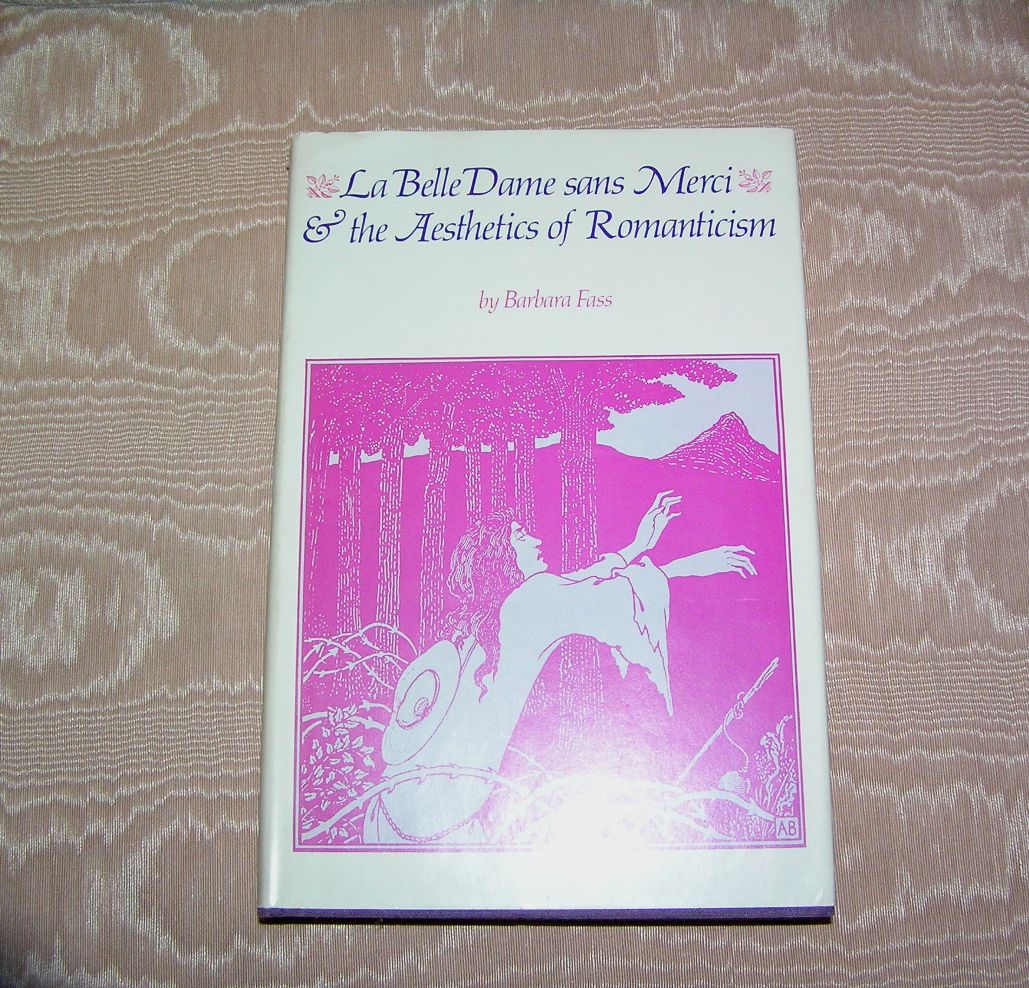 La Belle Dame sans Merci
& the Aesthetics of Romanticism
by Barbara Fass
AB